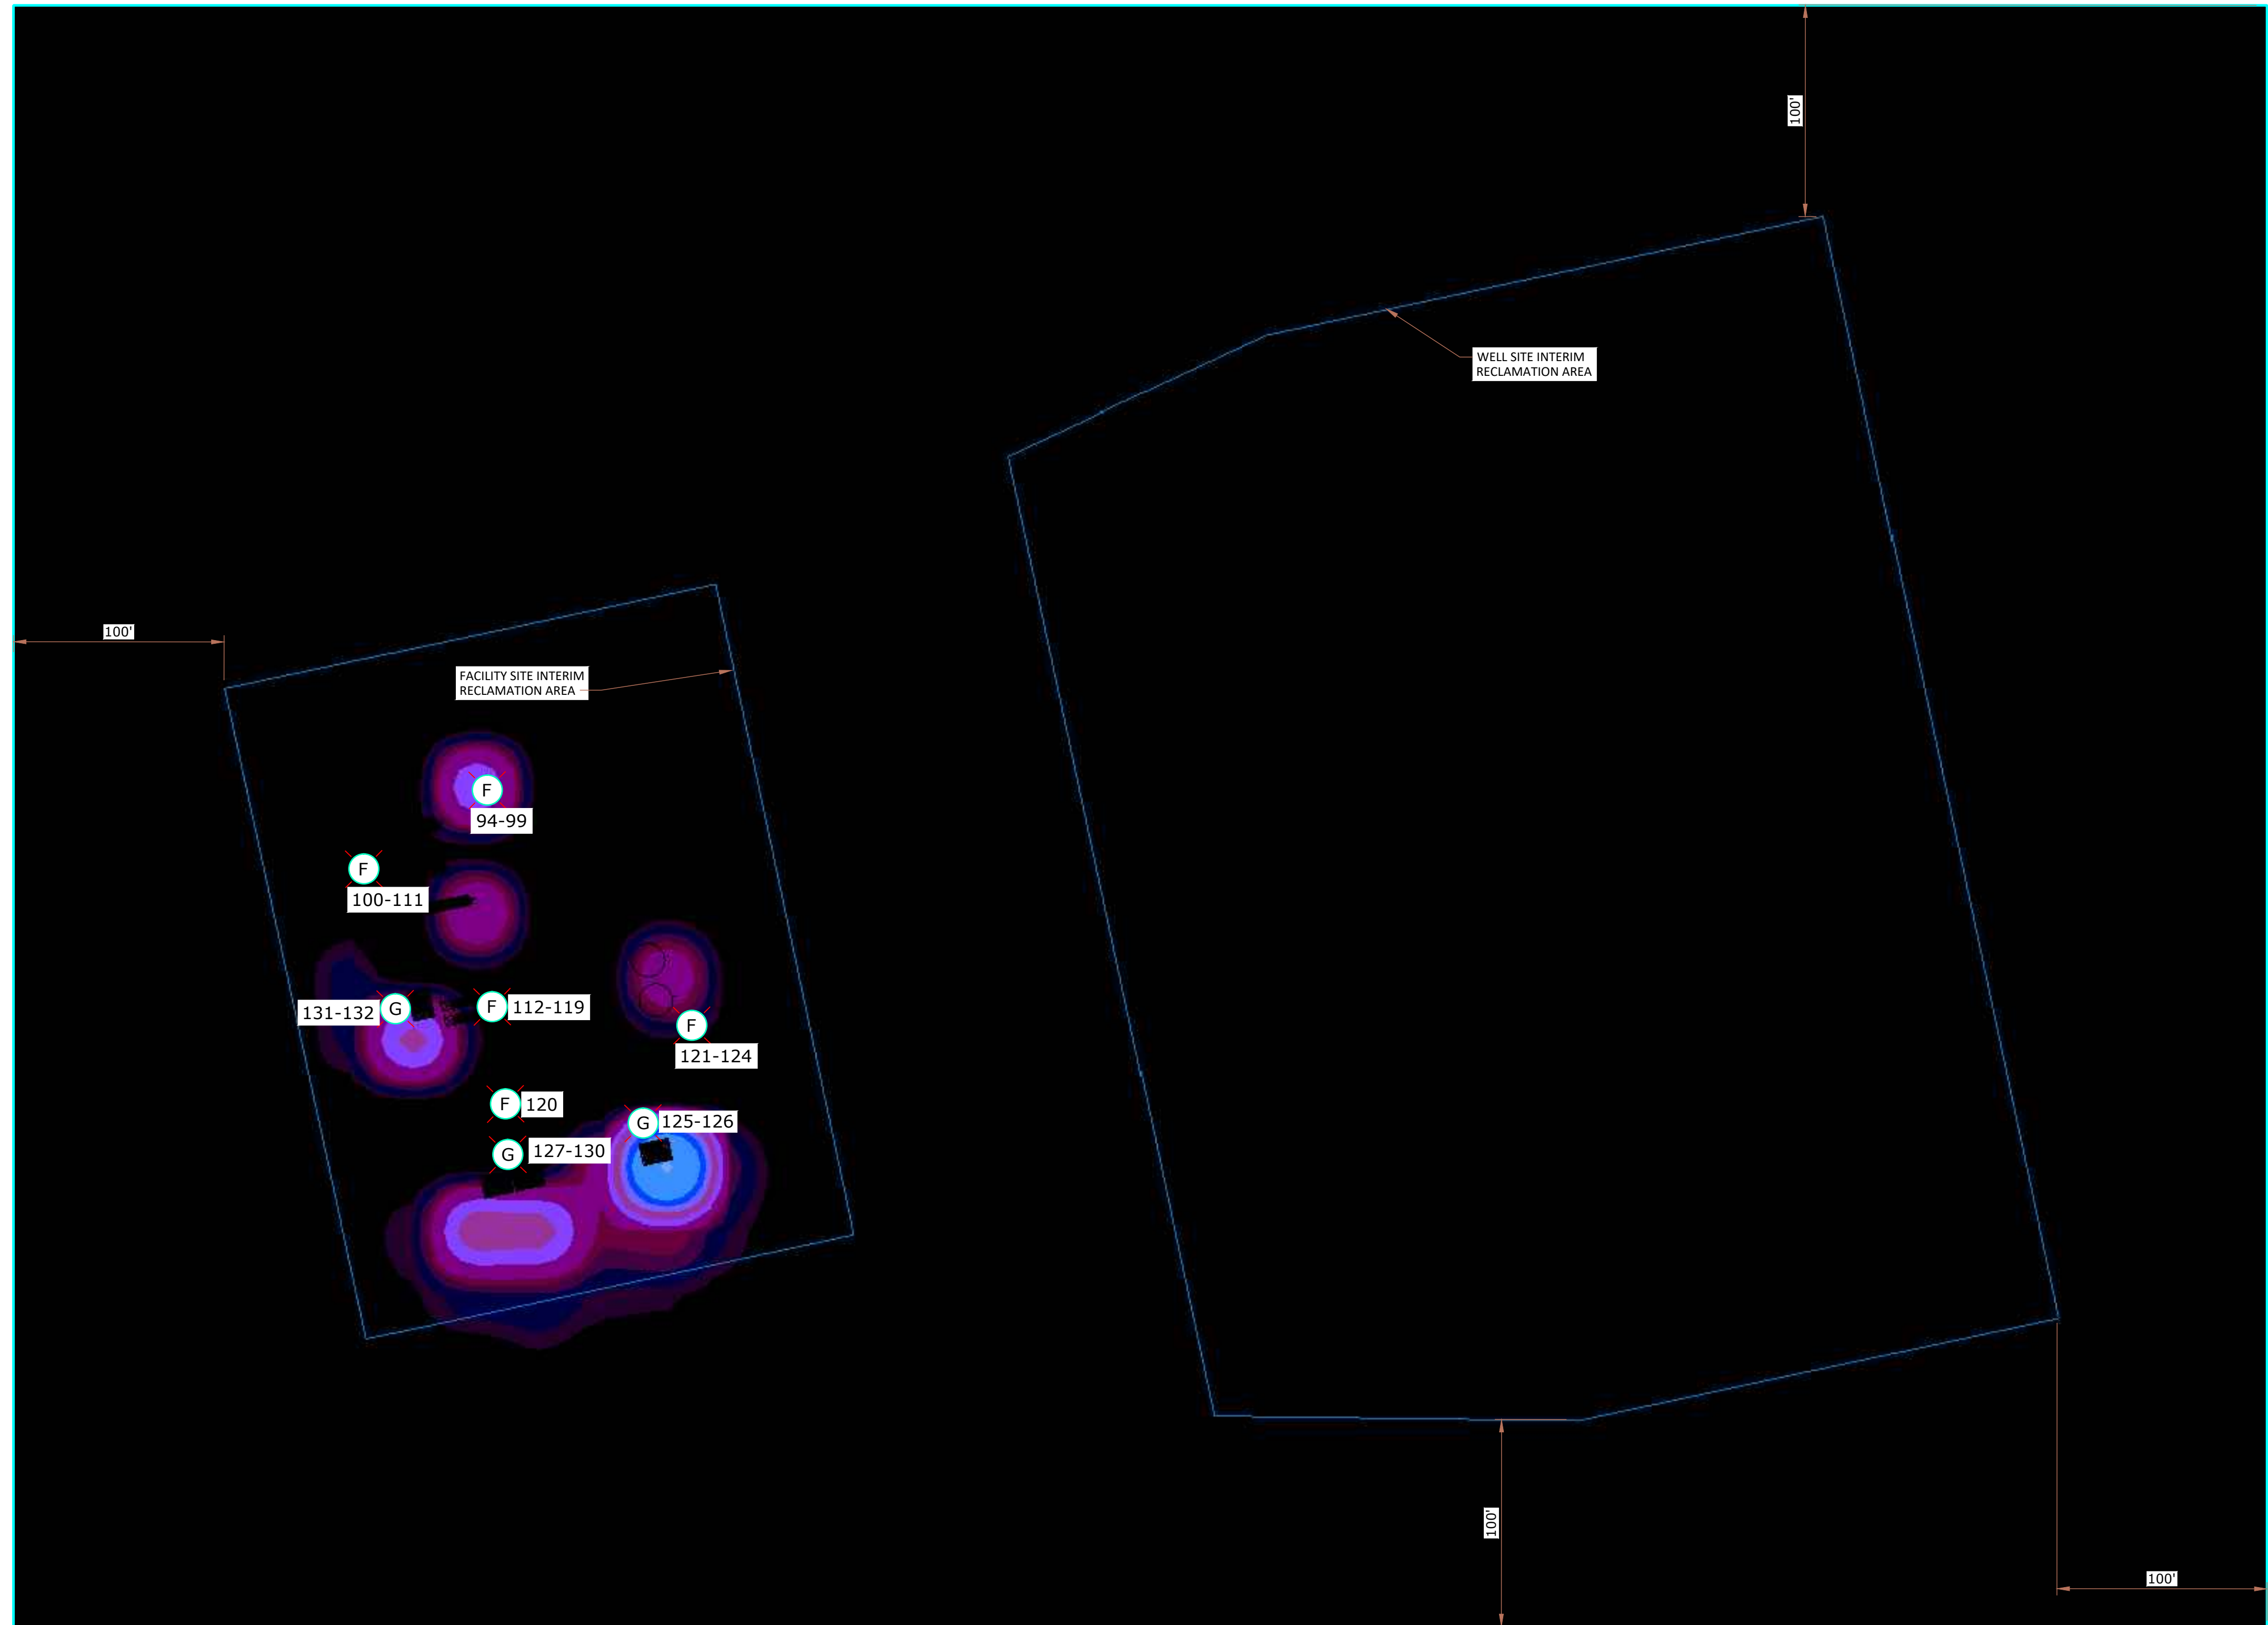 100'
WELL SITE INTERIM
RECLAMATION AREA
100'
FACILITY SITE INTERIM
RECLAMATION AREA
F
94-99
F
100-111
131-132
G
F
112-119
F
121-124
F
120
G
125-126
G
127-130
100'
100'